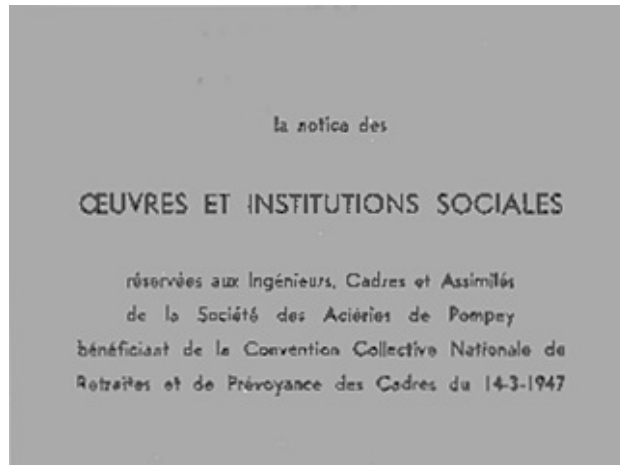 la notice des
ŒUVRES ET INSTITUTIONS SOCIALES
réservées aux Ingénieurs, Cadres et Assimilés
de la Société des Aciéries de Pompey
bénéficiant de la Convention Collective Nationale de
Retraites et de Prévoyance des Cadres du 14-3-1947